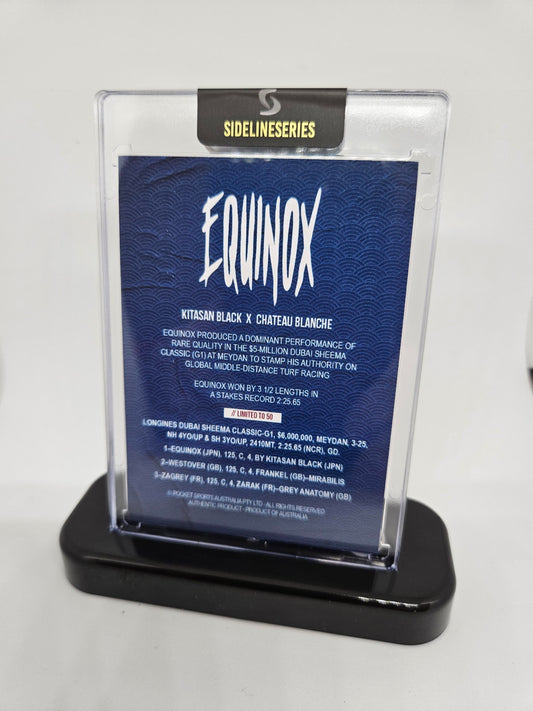 S
SIDELINESERIES
EQUINOX
KITASAN BLACK X CHATEAU BLANCHE
EQUINOX PRODUCED A DOMINANT PERFORMANCE OF
RARE QUALITY IN THE $5-MILLION DUBAI SHEEMA
CLASSIC (G1) AT MEYDAN TO STAMP HIS AUTHORITY ON
GLOBAL MIDDLE-DISTANCE TURF RACING
EQUINOX WON BY 3 1/2 LENGTHS IN
A STAKES RECORD 2:25.65
// LIMITED TO 50
LONGINES DUBAI SHEEMA CLASSIC-G1, $6,000,000, MEYDAN, 3-25,
NH 4YO/UP & SH 3YO/UP, 2410MT, 2:25.65 (NCR), GD.
1–EQUINOX (JPN), 125, C, 4, BY KITASAN BLACK (JPN)
2–WESTOVER (GB), 125, C, 4, FRANKEL (GB)–MIRABILIS
3–ZAGREY (FR), 125, C, 4, ZARAK (FR)–GREY ANATOMY (GB)
© POCKET SPORTS AUSTRALIA PTY LTD - ALL RIGHTS RESERVED
AUTHENTIC PRODUCT - PRODUCT OF AUSTRALIA